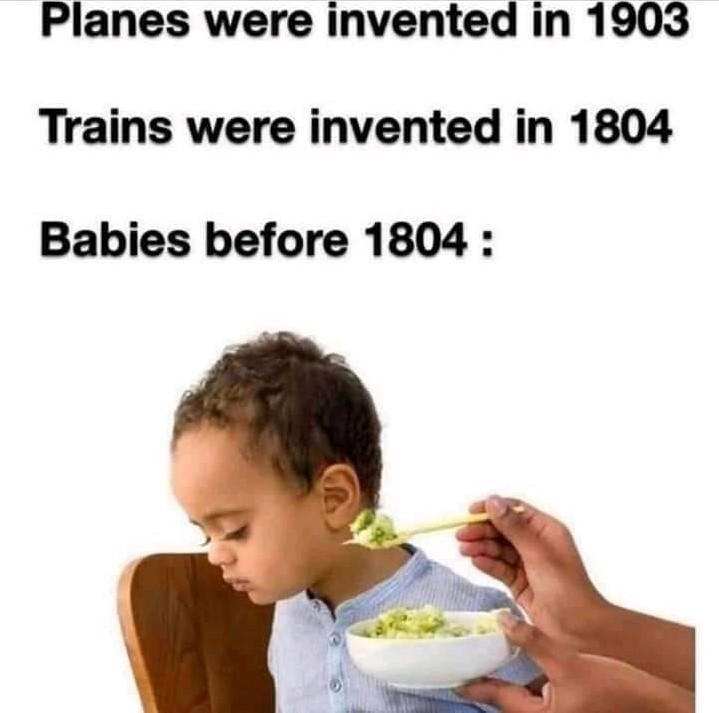 Planes were invented in 1903
Trains were invented in 1804
Babies before 1804 :